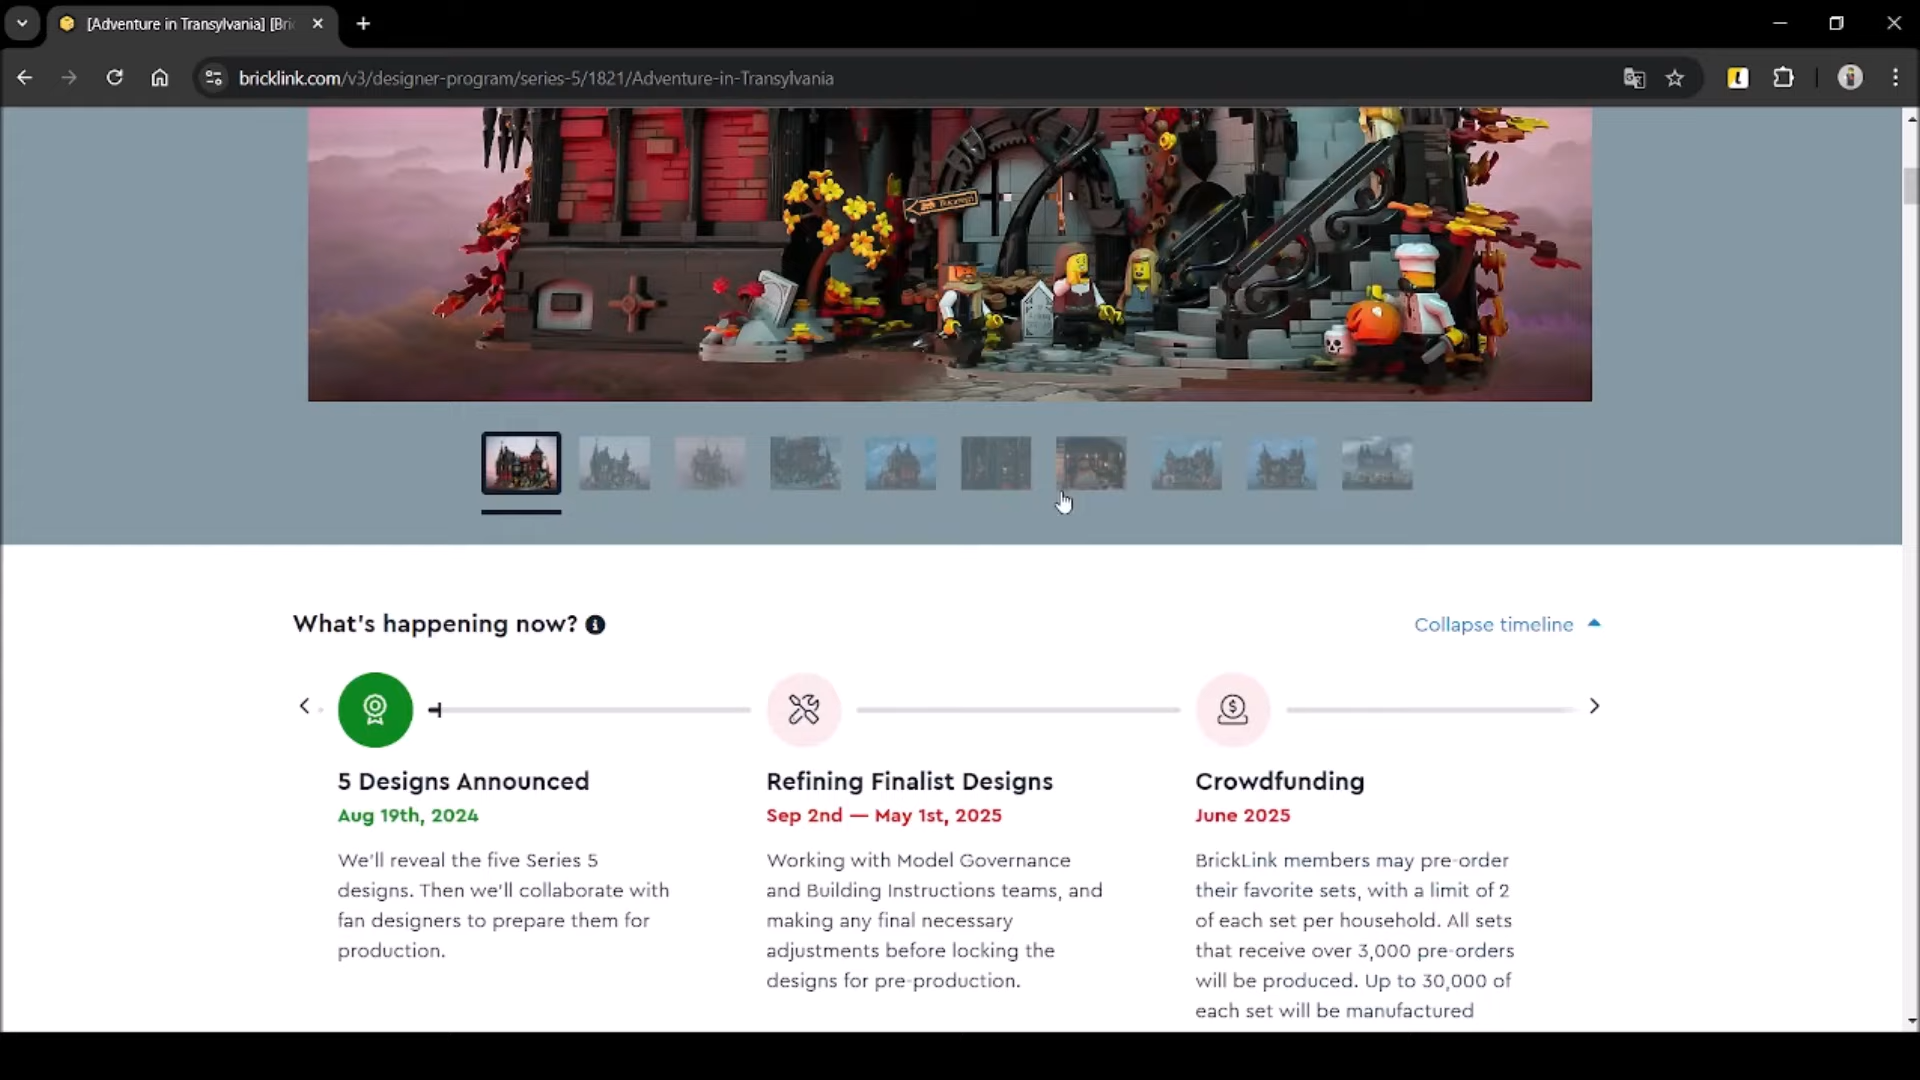 [Adventure in Transylvania] [Bri
bricklink.com/v3/designer-program/series-5/1821/Adventure-in-Transylvania
What's happening now?
Collapse timeline
5 Designs Announced
Aug 19th, 2024
We'll reveal the five Series 5
designs. Then we'll collaborate with
fan designers to prepare them for
production.
Refining Finalist Designs
Sep 2nd — May 1st, 2025
Working with Model Governance
and Building Instructions teams, and
making any final necessary
adjustments before locking the
designs for pre-production.
Crowdfunding
June 2025
BrickLink members may pre-order
their favorite sets, with a limit of 2
of each set per household. All sets
that receive over 3,000 pre-orders
will be produced. Up to 30,000 of
each set will be manufactured